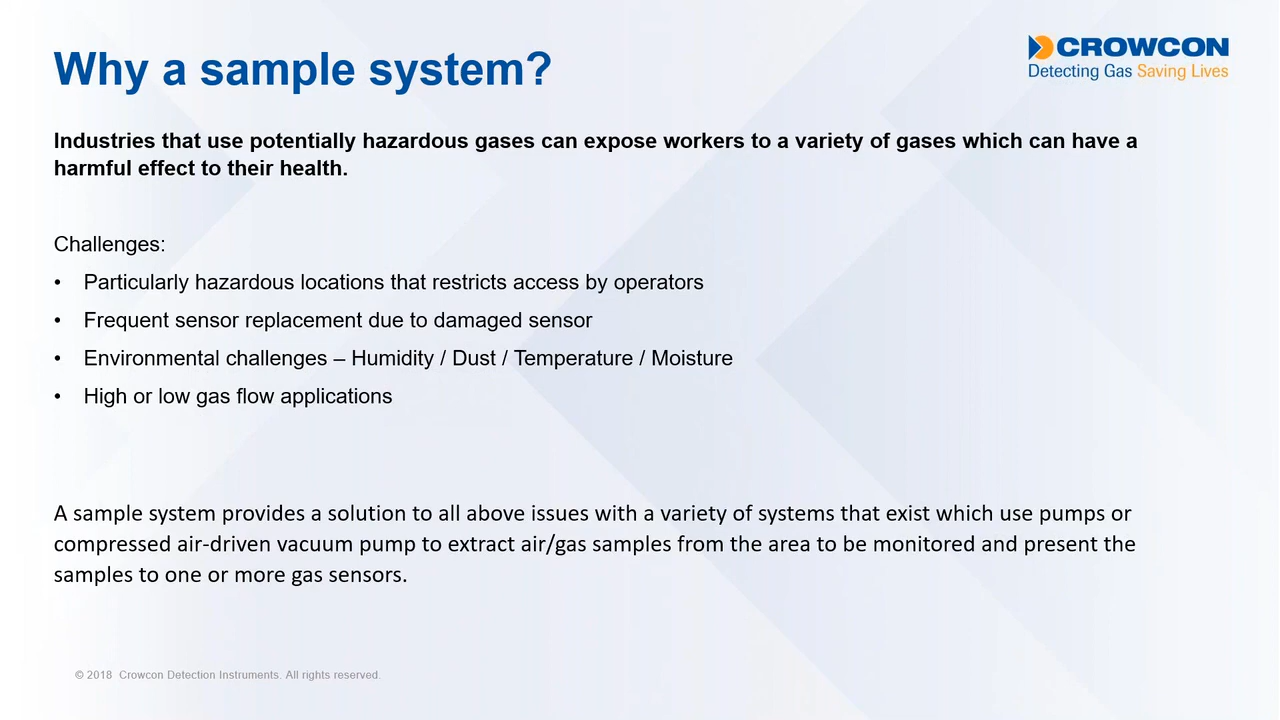 Why a sample system?
CROWCON
Detecting Gas Saving Lives
Industries that use potentially hazardous gases can expose workers to a variety of gases which can have a
harmful effect to their health.
Challenges:
• Particularly hazardous locations that restricts access by operators
• Frequent sensor replacement due to damaged sensor
• Environmental challenges – Humidity / Dust / Temperature / Moisture
• High or low gas flow applications
A sample system provides a solution to all above issues with a variety of systems that exist which use pumps or
compressed air-driven vacuum pump to extract air/gas samples from the area to be monitored and present the
samples to one or more gas sensors.
© 2018 Crowcon Detection Instruments. All rights reserved.